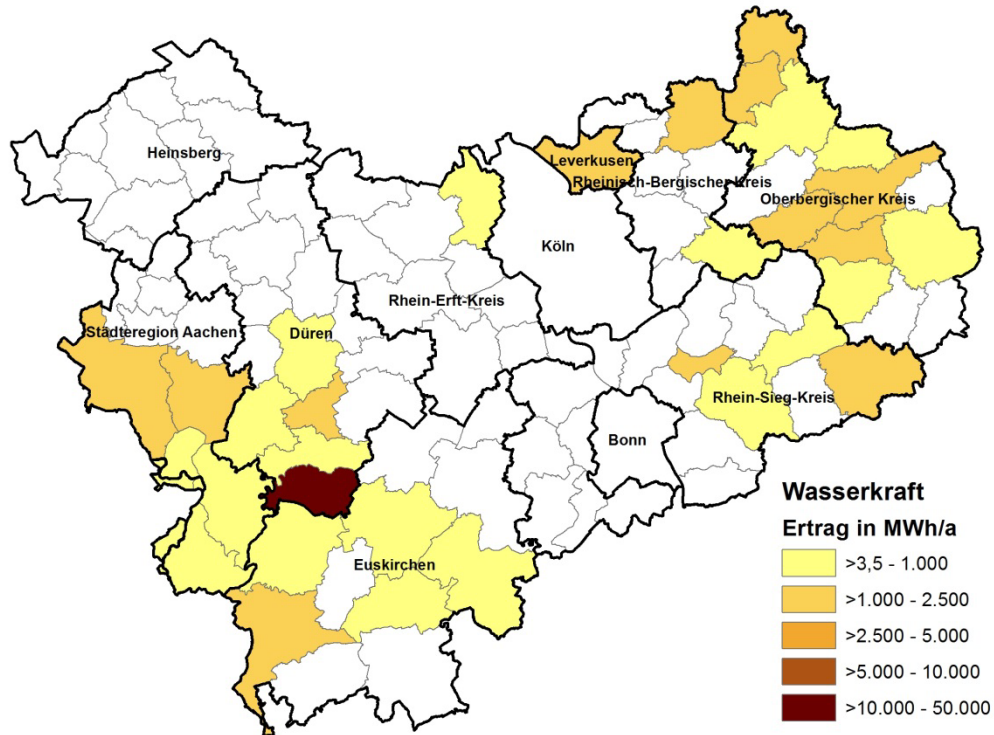 Heinsberg
Leverkusen
Rheinisch-Bergischer-Kreis
Oberbergischer Kreis
Köln
Rhein-Erft-Kreis
Städteregion Aachen
Düren
Rhein-Sieg-Kreis
Bonn
Euskirchen
Wasserkraft
Ertrag in MWh/a
>3,5 - 1.000
>1.000 - 2.500
>2.500 - 5.000
>5.000 - 10.000
>10.000 - 50.000